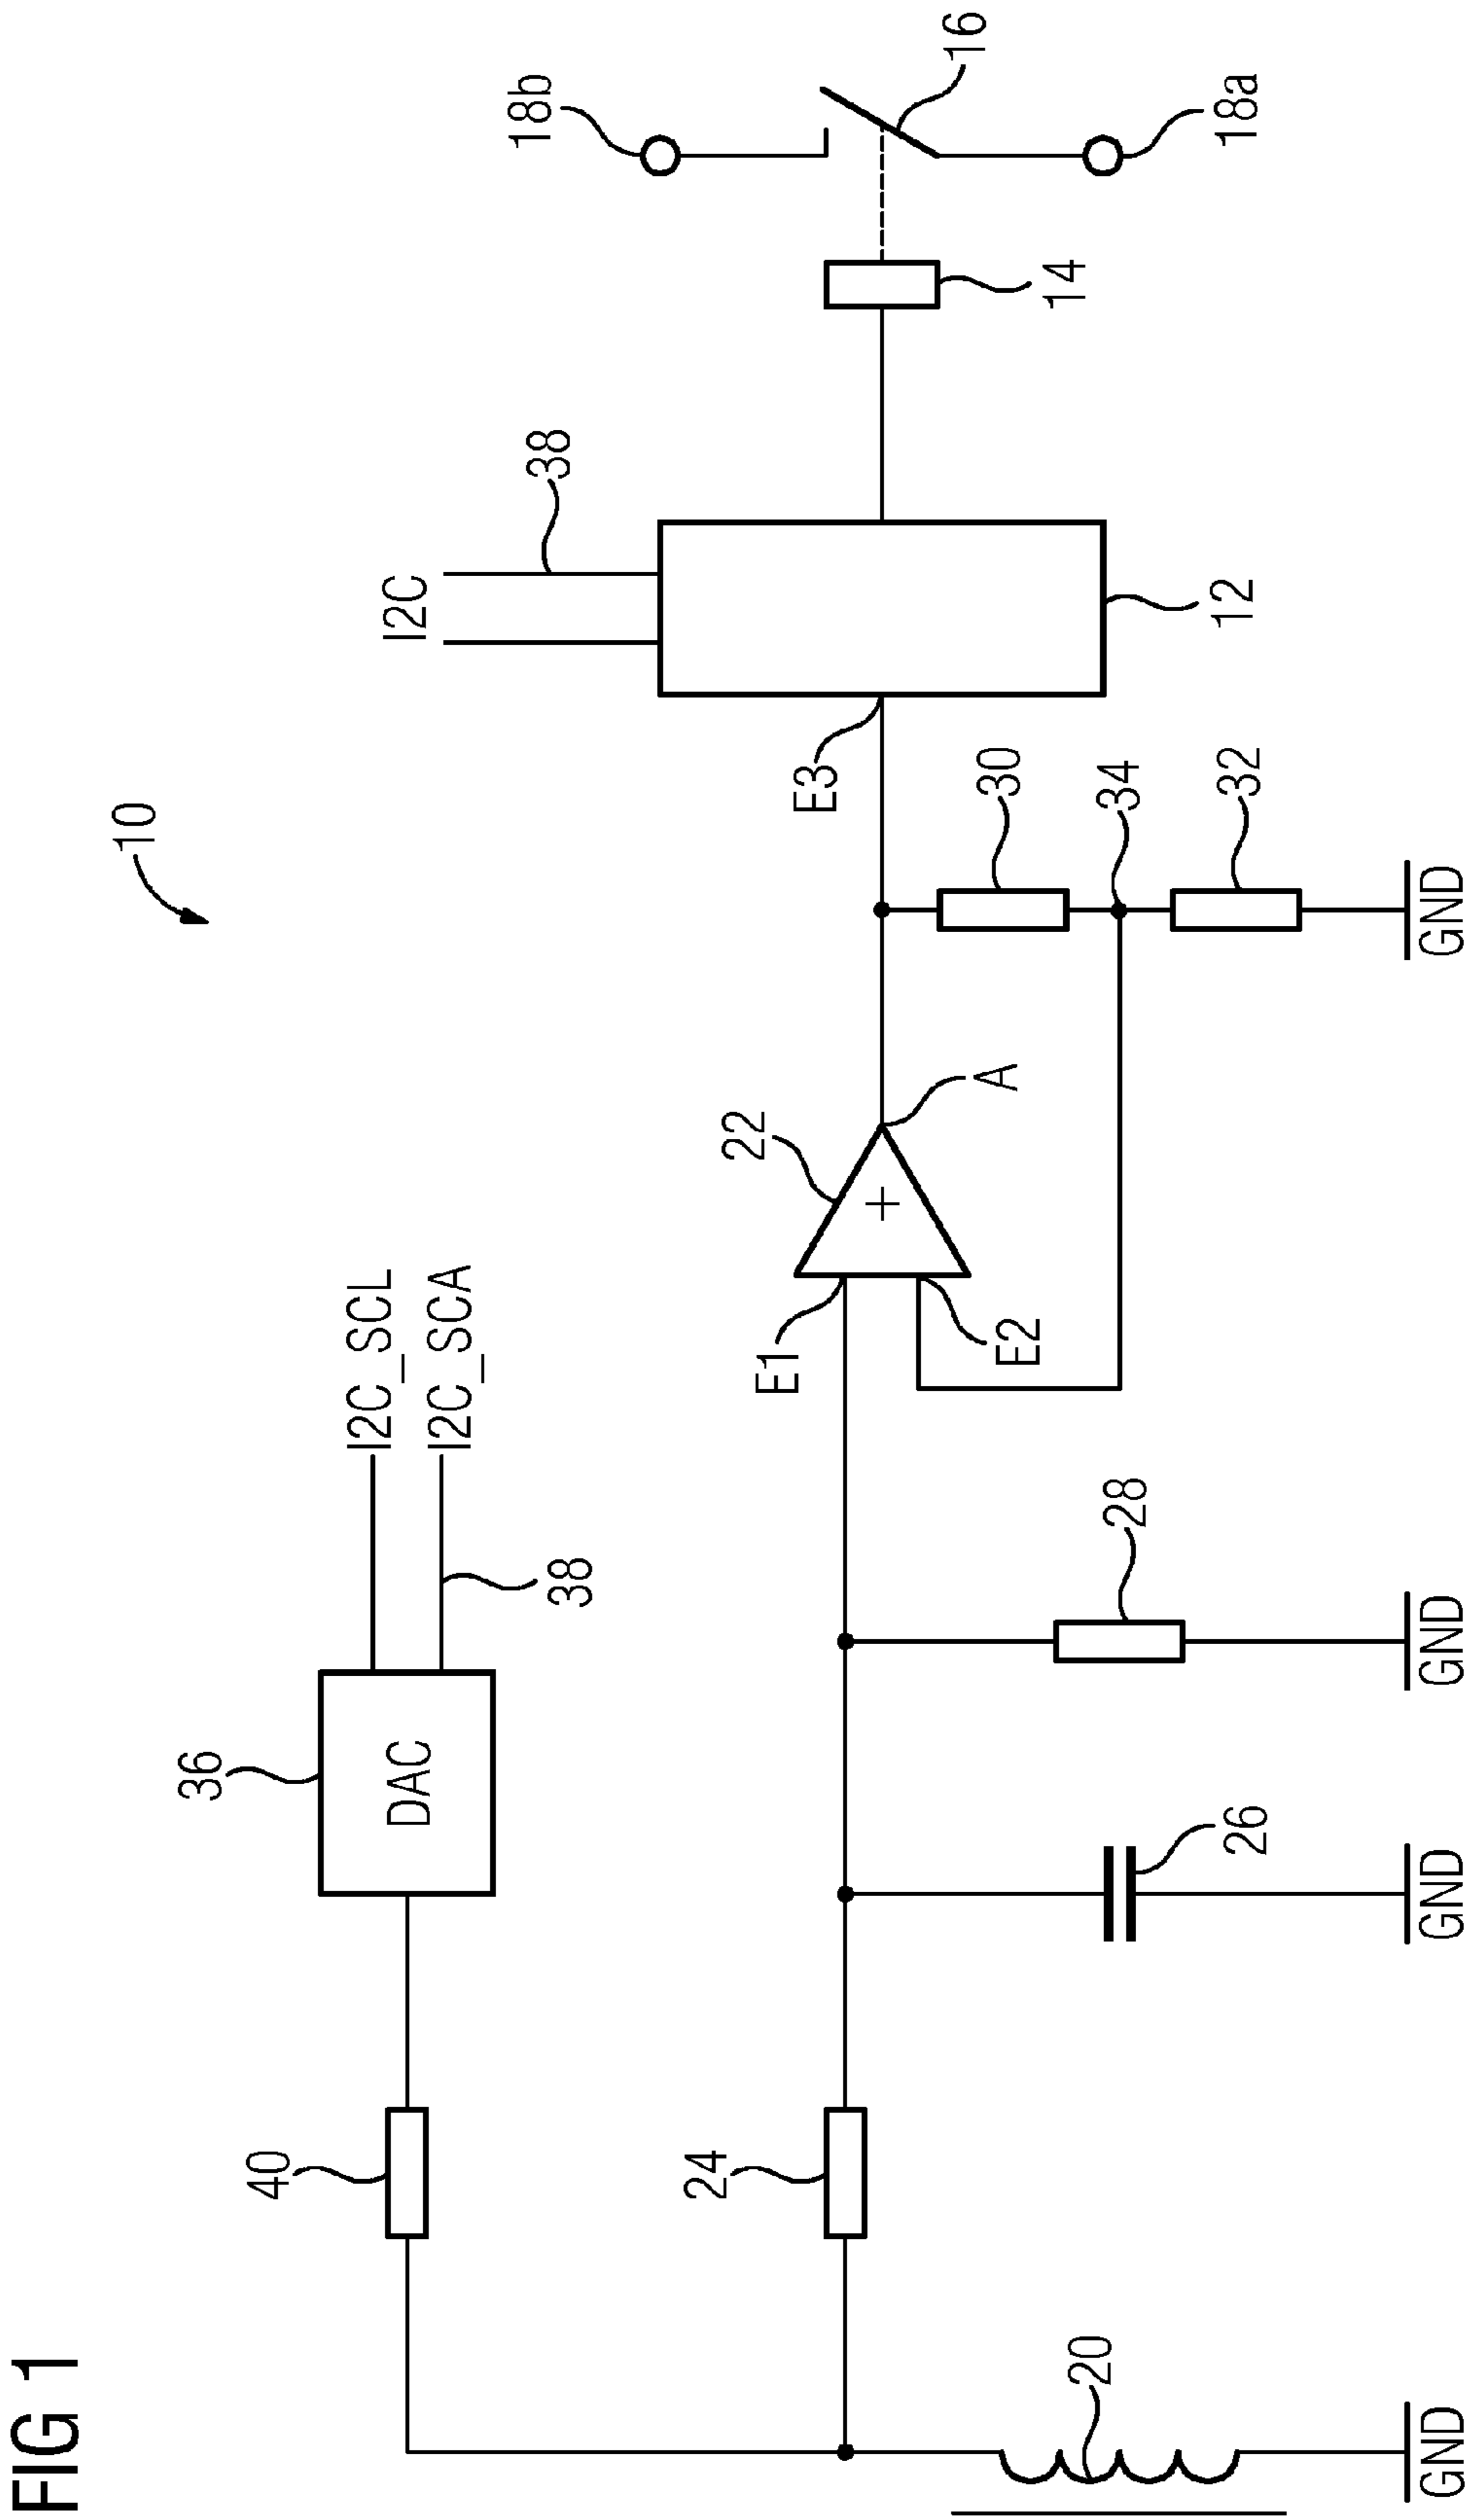 FIG 1
10
36
DAC
I2C_SCL
I2C_SCA
38
40
I2C
38
18b
16
18a
14
12
E3
22
A
E1
E2
24
30
34
32
28
26
20
GND
GND
GND
GND